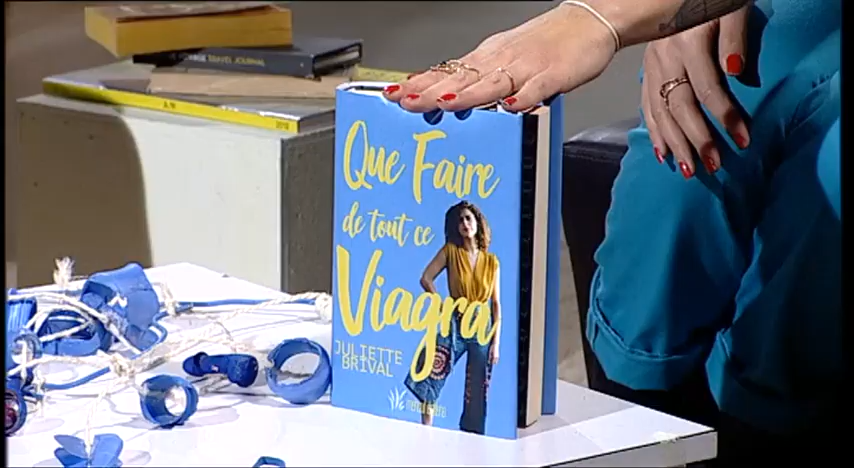 TRAVEL JOURNAL
Que Faire
de tout ce
Viagra
JULIETTE
BRIVAL